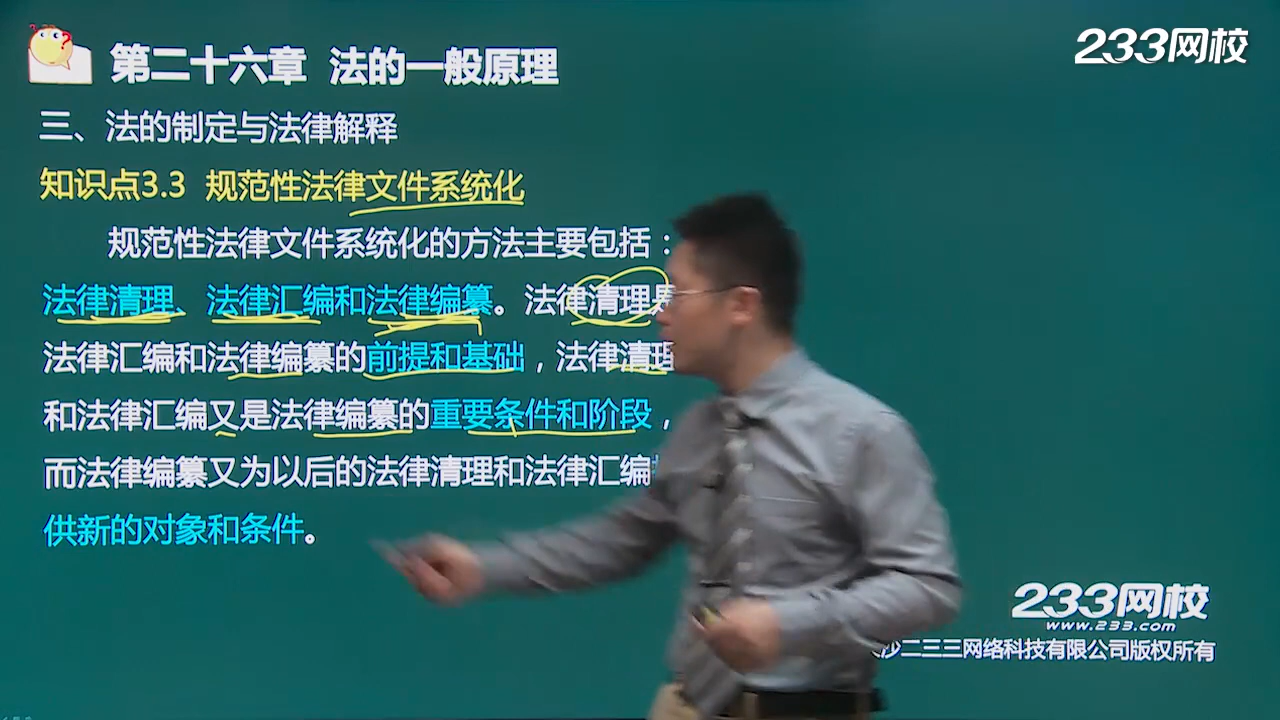 233网校
第二十六章 法的一般原理
三、法的制定与法律解释
知识点3.3 规范性法律文件系统化
规范性法律文件系统化的方法主要包括：
法律清理、法律汇编和法律编纂。法律清理是
法律汇编和法律编纂的前提和基础，法律清理
和法律汇编又是法律编纂的重要条件和阶段，
而法律编纂又为以后的法律清理和法律汇编
供新的对象和条件。
233网校
www.233.com
沙二三三网络科技有限公司版权所有